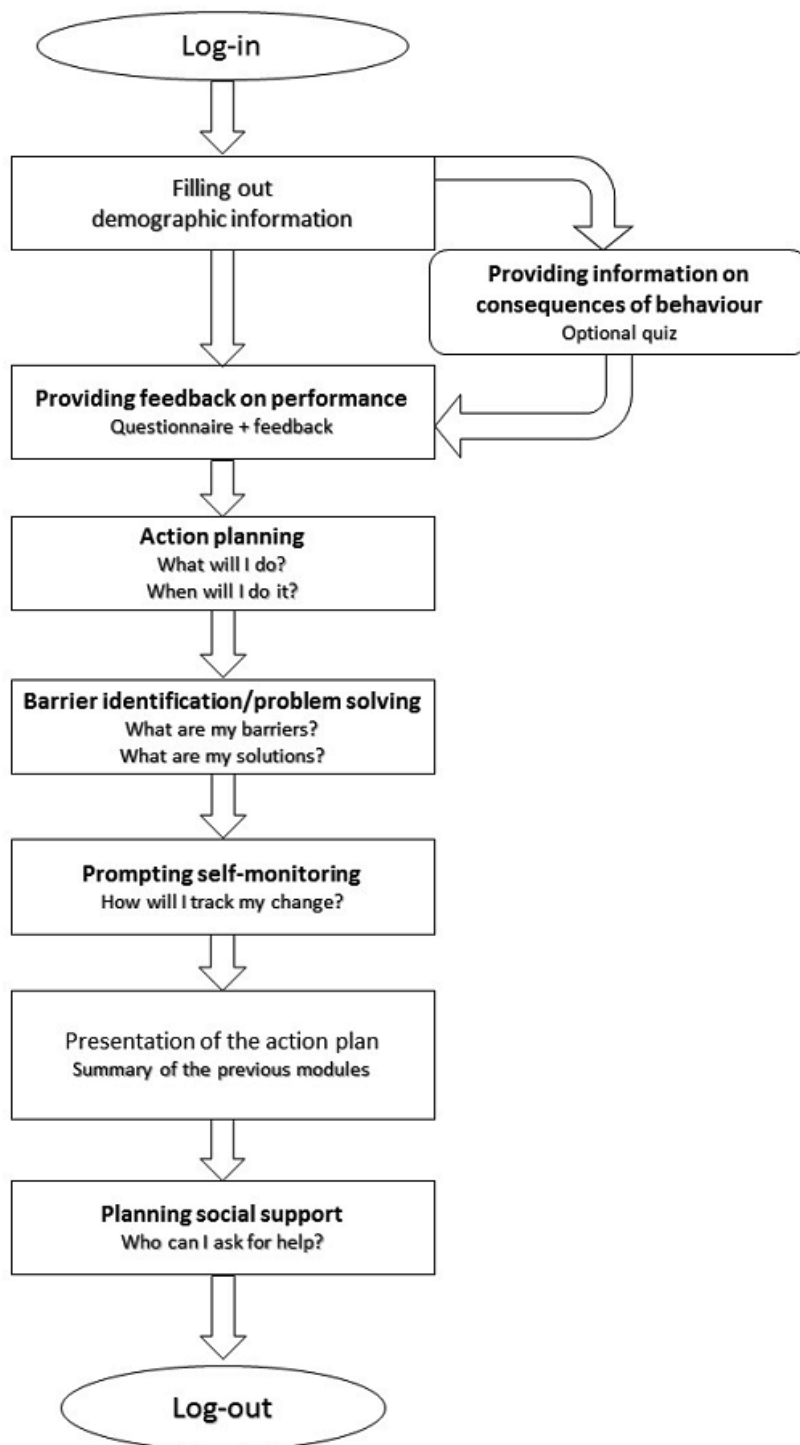 Log-in
Filling out
demographic information
Providing information on
consequences of behaviour
Optional quiz
Providing feedback on performance
Questionnaire + feedback
Action planning
What will I do?
When will I do it?
Barrier identification/problem solving
What are my barriers?
What are my solutions?
Prompting self-monitoring
How will I track my change?
Presentation of the action plan
Summary of the previous modules
Planning social support
Who can I ask for help?
Log-out